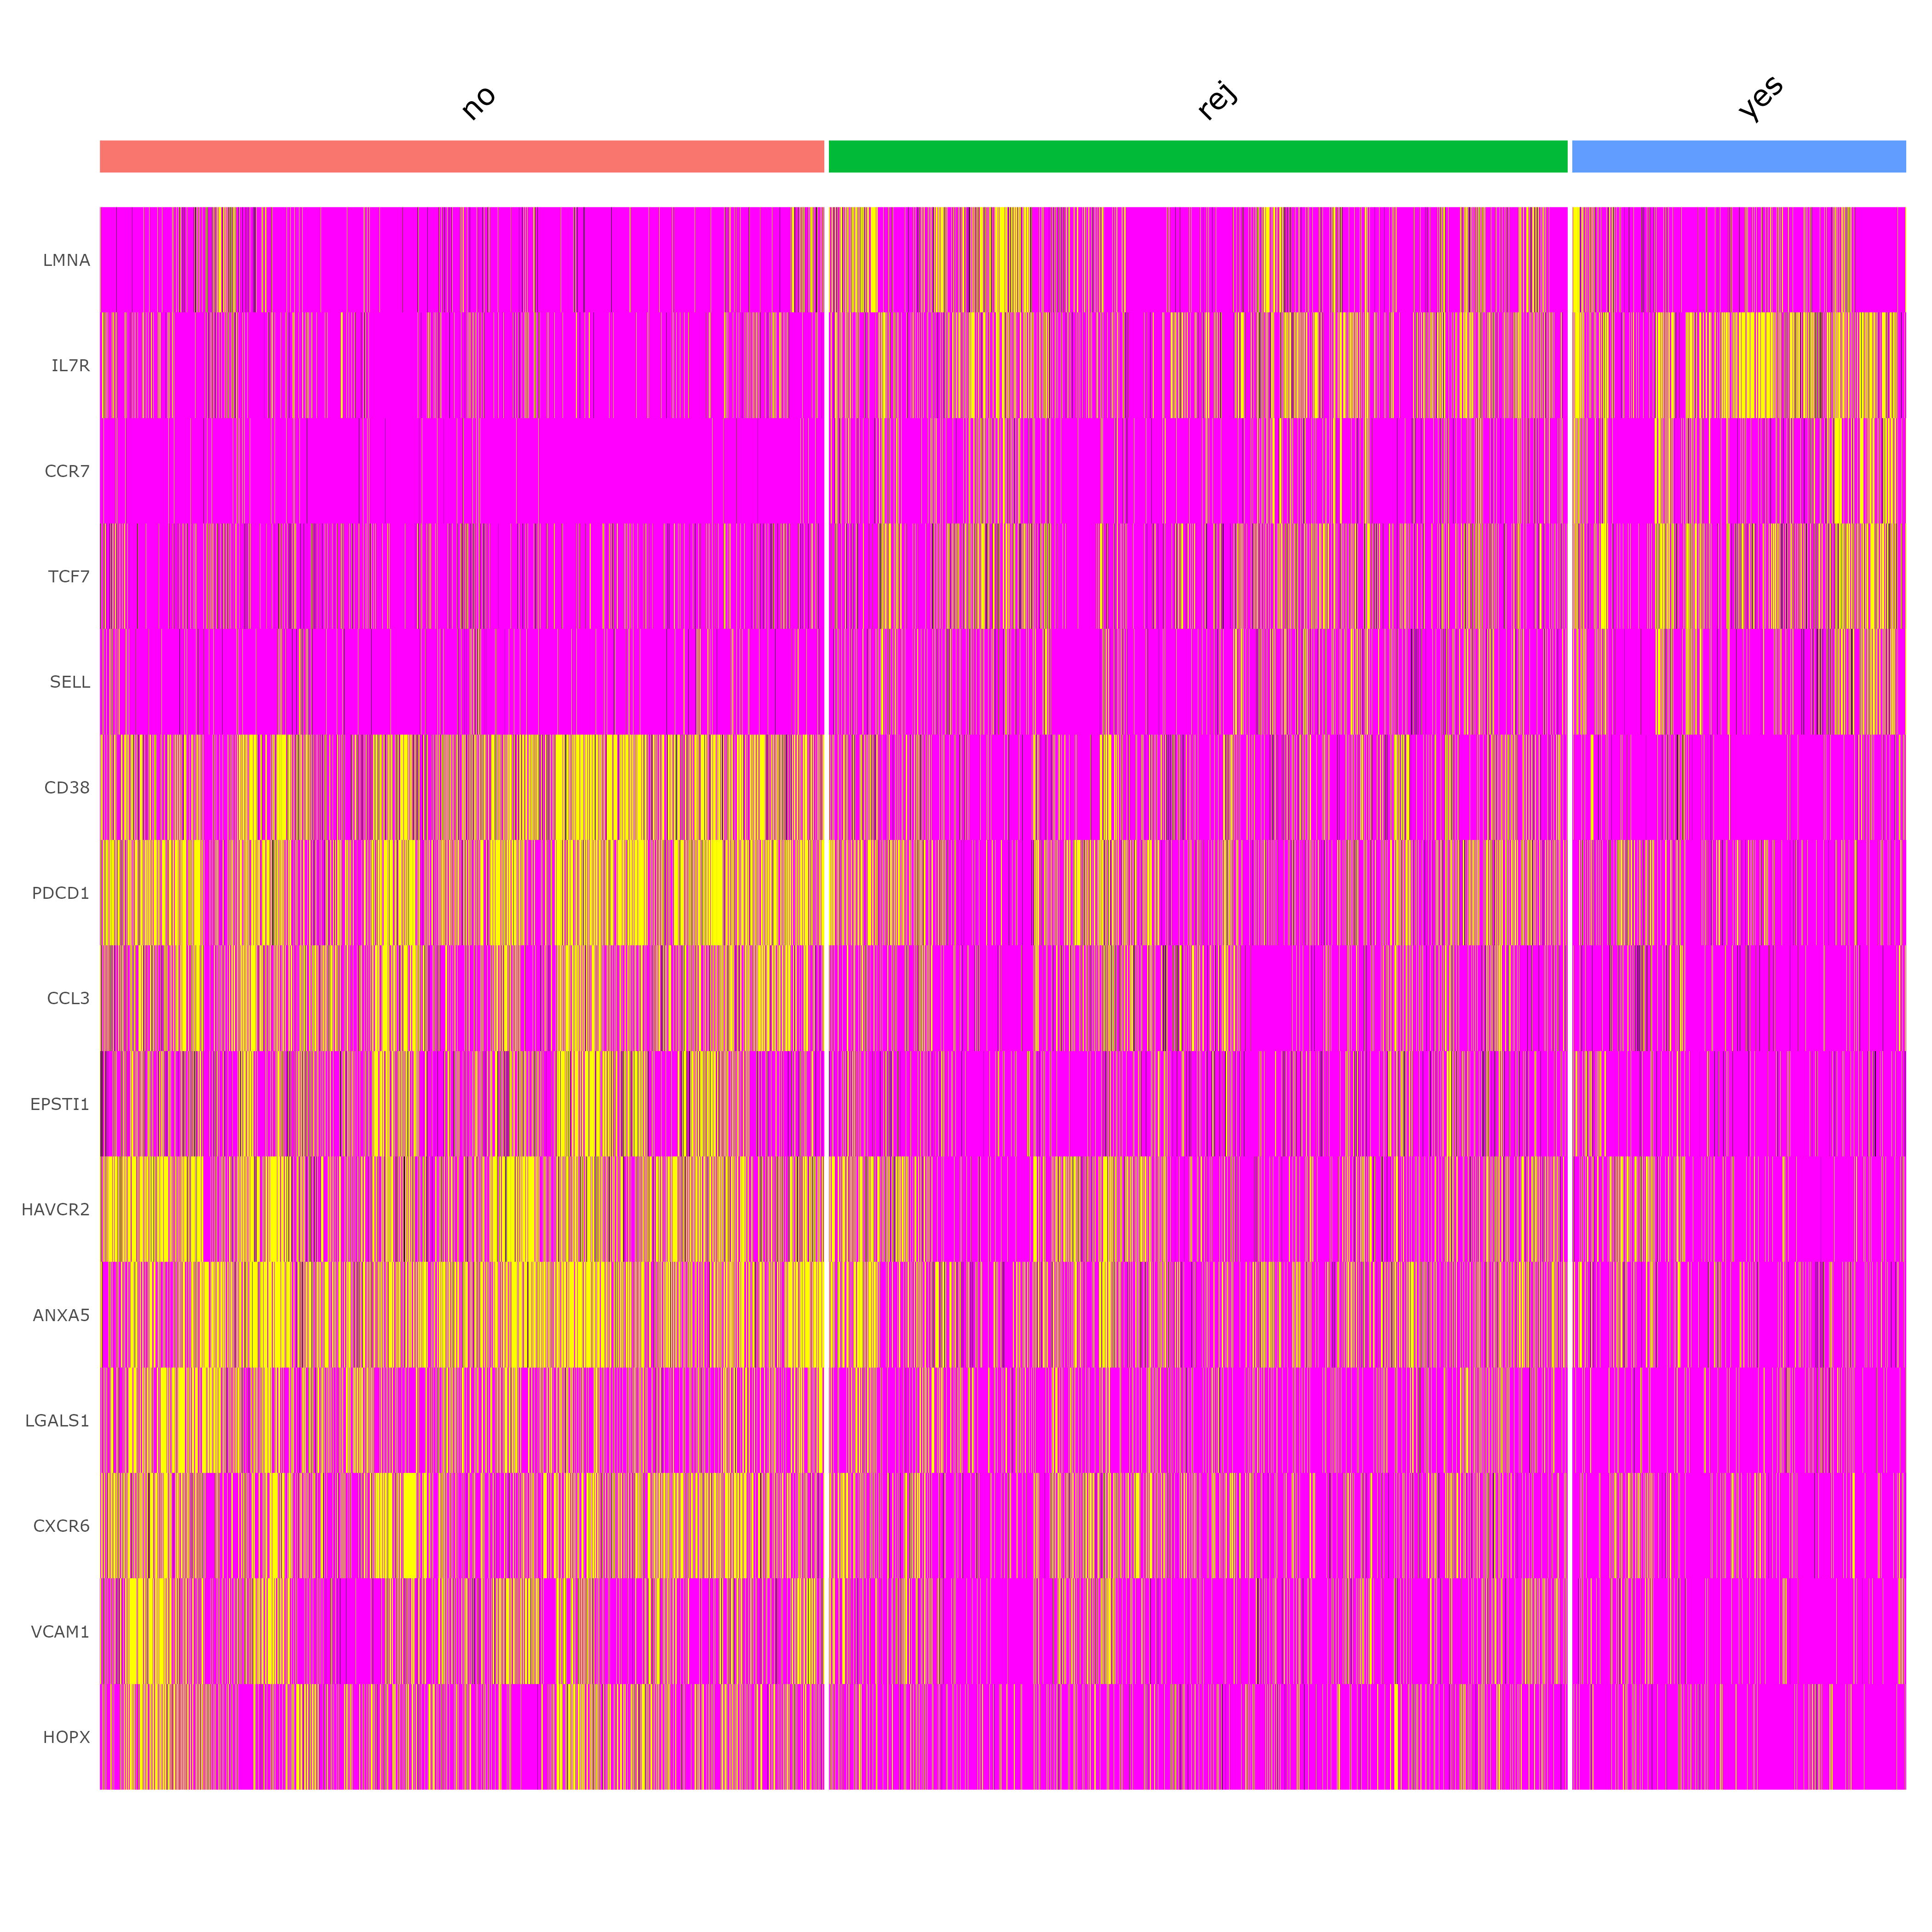 no rej yes
LMNA
IL7R
CCR7
TCF7
SELL
CD38
PDCD1
CCL3
EPSTI1
HAVCR2
ANXA5
LGALS1
CXCR6
VCAM1
HOPX